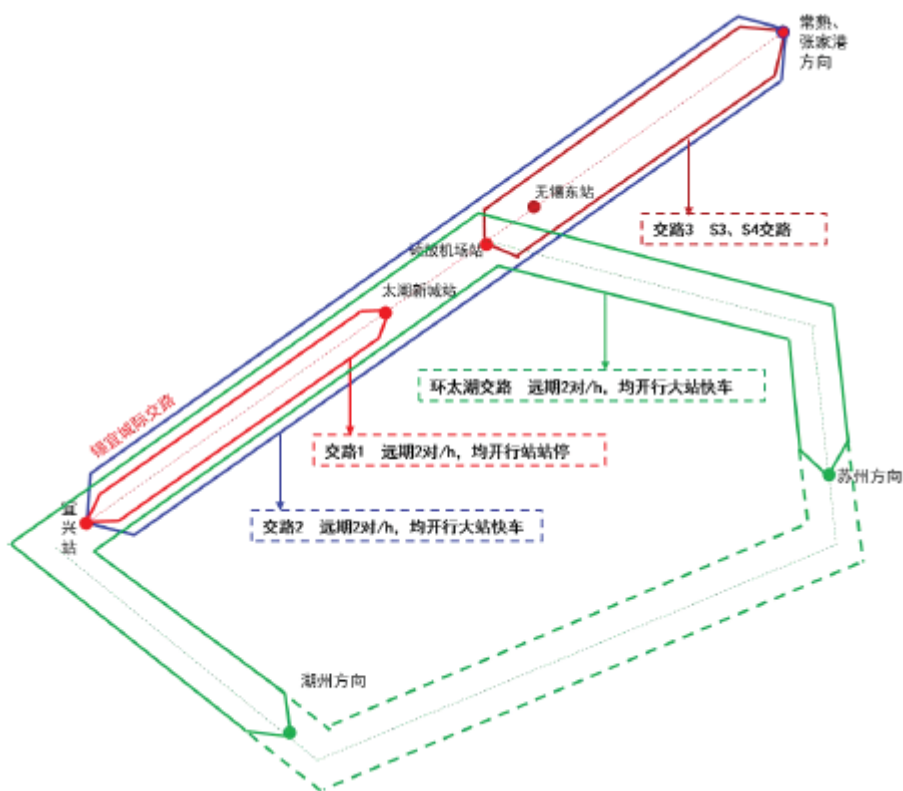 常熟、
张家港
方向
无锡东站
交路3 S3、S4交路
硕放机场站
太湖新城站
环太湖交路 远期2对/h，均开行大站快车
锡宜城际交路
交路1 远期2对/h，均开行站站停
苏州方向
宜
兴
站
交路2 远期2对/h，均开行大站快车
湖州方向